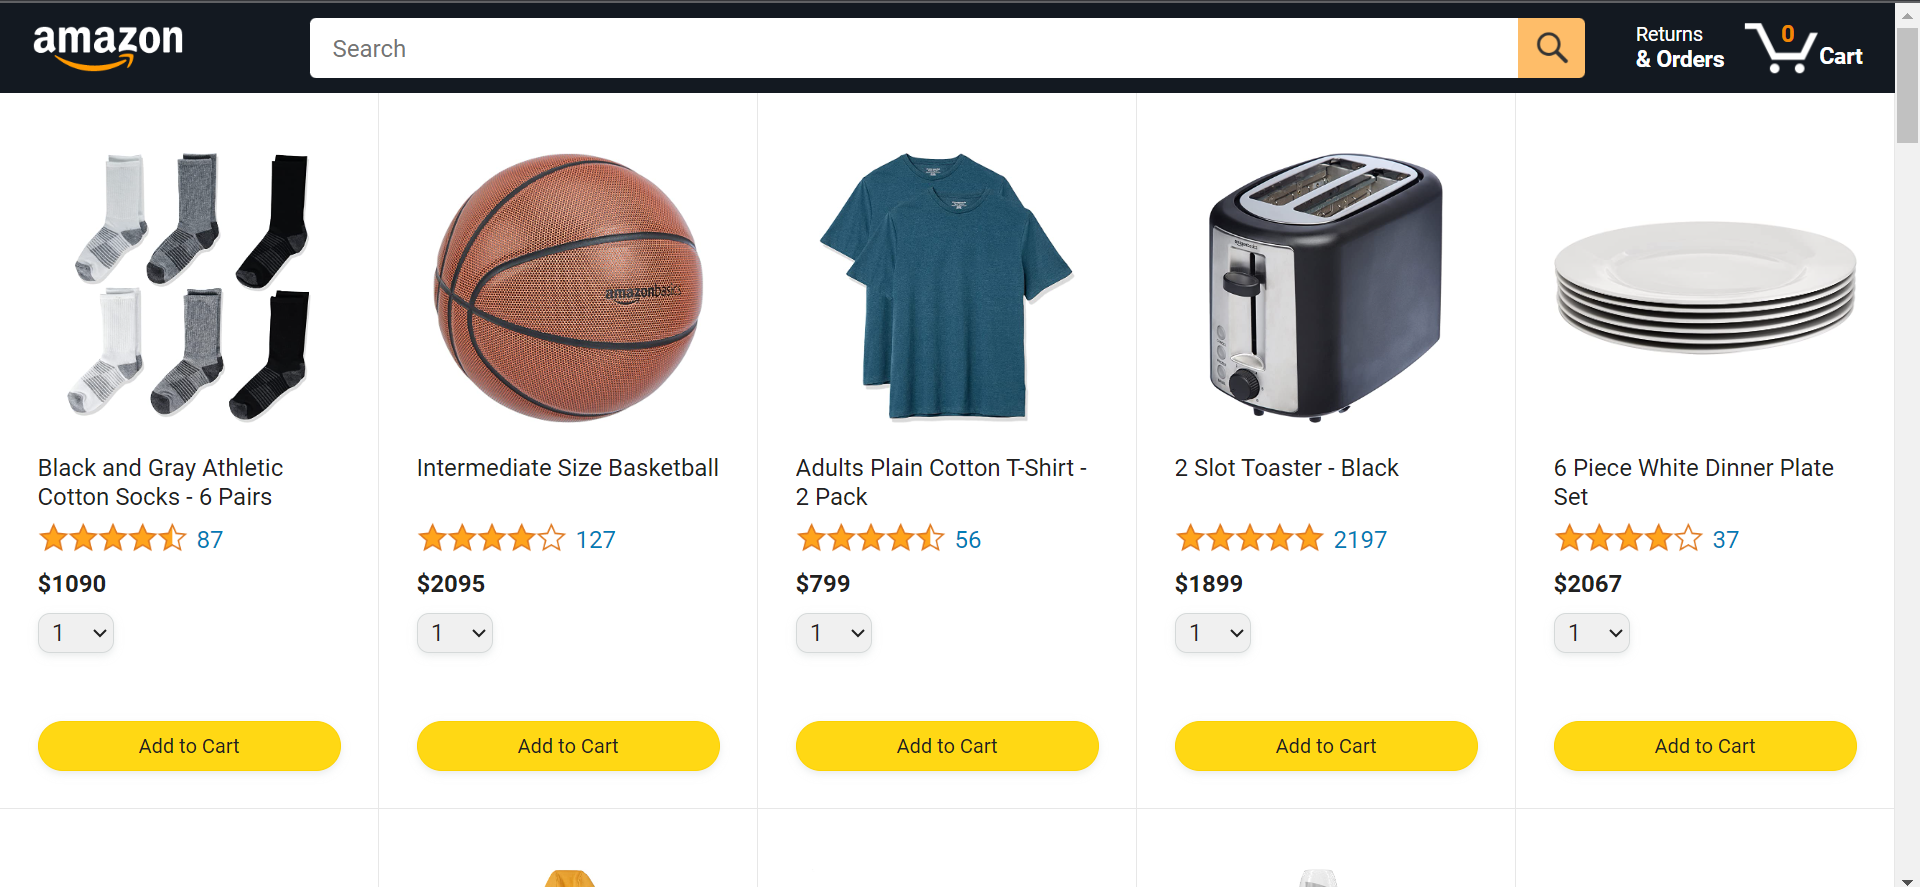 amazon
Search
Returns
& Orders
0
Cart
amazonbasics
Black and Gray Athletic
Cotton Socks - 6 Pairs
87
$1090
1
Add to Cart
Intermediate Size Basketball
127
$2095
1
Add to Cart
Adults Plain Cotton T-Shirt -
2 Pack
56
$799
1
Add to Cart
2 Slot Toaster - Black
2197
$1899
1
Add to Cart
6 Piece White Dinner Plate
Set
37
$2067
1
Add to Cart